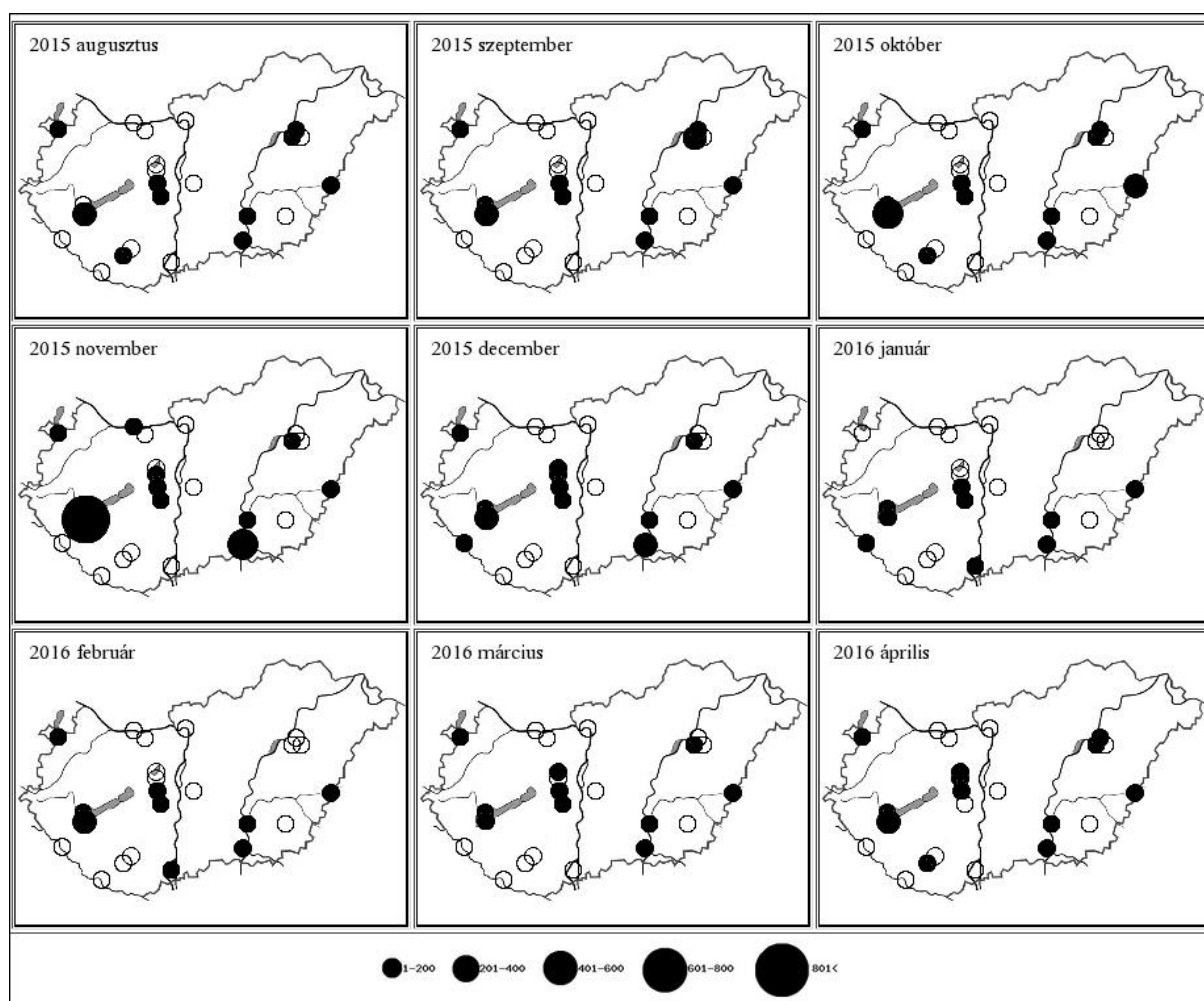 2015 augusztus
2015 szeptember
2015 október
2015 november
2015 december
2016 január
2016 február
2016 március
2016 április
1-200
201-400
401-600
601-800
801<